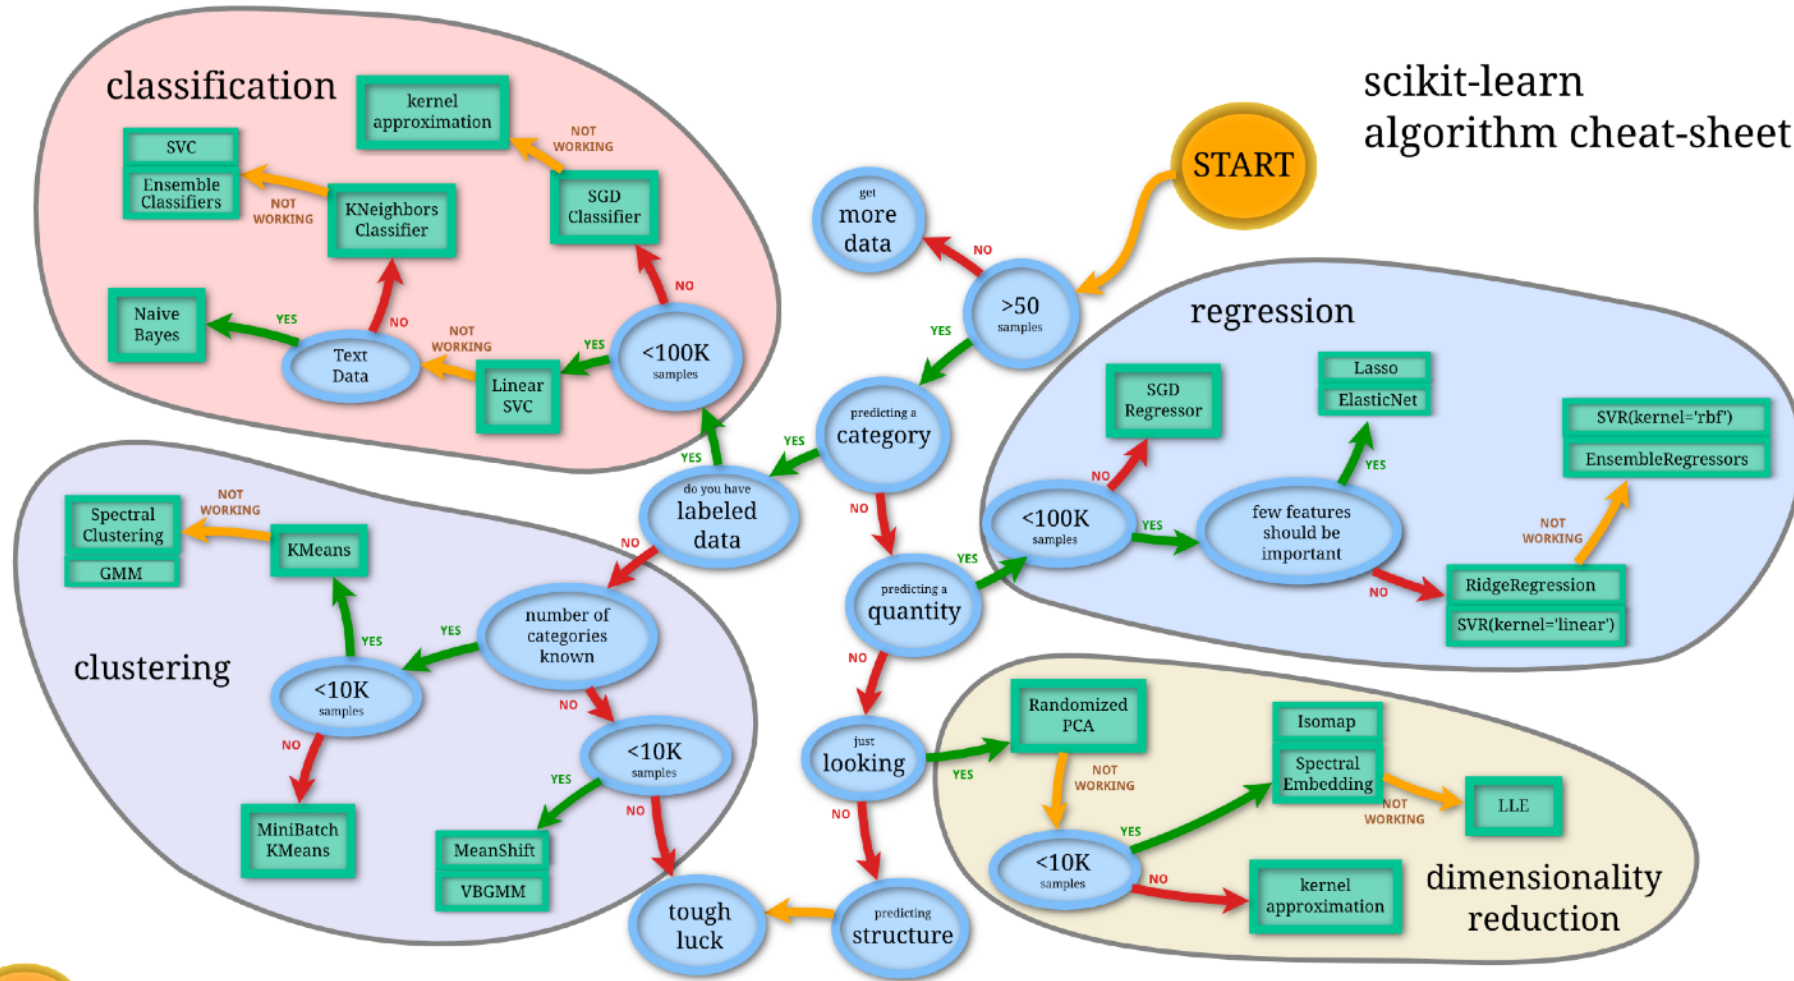 scikit-learn
algorithm cheat-sheet
START
classification
kernel
approximation
NOT
WORKING
SVC
Ensemble
Classifiers
NOT
WORKING
KNeighbors
Classifier
SGD
Classifier
NO
Naive
Bayes
YES
Text
Data
NO
NOT
WORKING
Linear
SVC
YES
<100K
samples
get
more
data
NO
>50
samples
YES
predicting a
category
YES
NO
do you have
labeled
data
YES
NO
predicting a
quantity
YES
NO
just
looking
YES
NO
predicting
structure
tough
luck
regression
SGD
Regressor
NO
<100K
samples
YES
Lasso
ElasticNet
YES
few features
should be
important
NO
SVR(kernel='rbf')
EnsembleRegressors
NOT
WORKING
RidgeRegression
SVR(kernel='linear')
clustering
Spectral
Clustering
GMM
NOT
WORKING
KMeans
YES
<10K
samples
NO
MiniBatch
KMeans
number of
categories
known
YES
NO
<10K
samples
YES
NO
MeanShift
VBGMM
dimensionality
reduction
Randomized
PCA
NOT
WORKING
<10K
samples
YES
NO
Isomap
Spectral
Embedding
NOT
WORKING
LLE
kernel
approximation